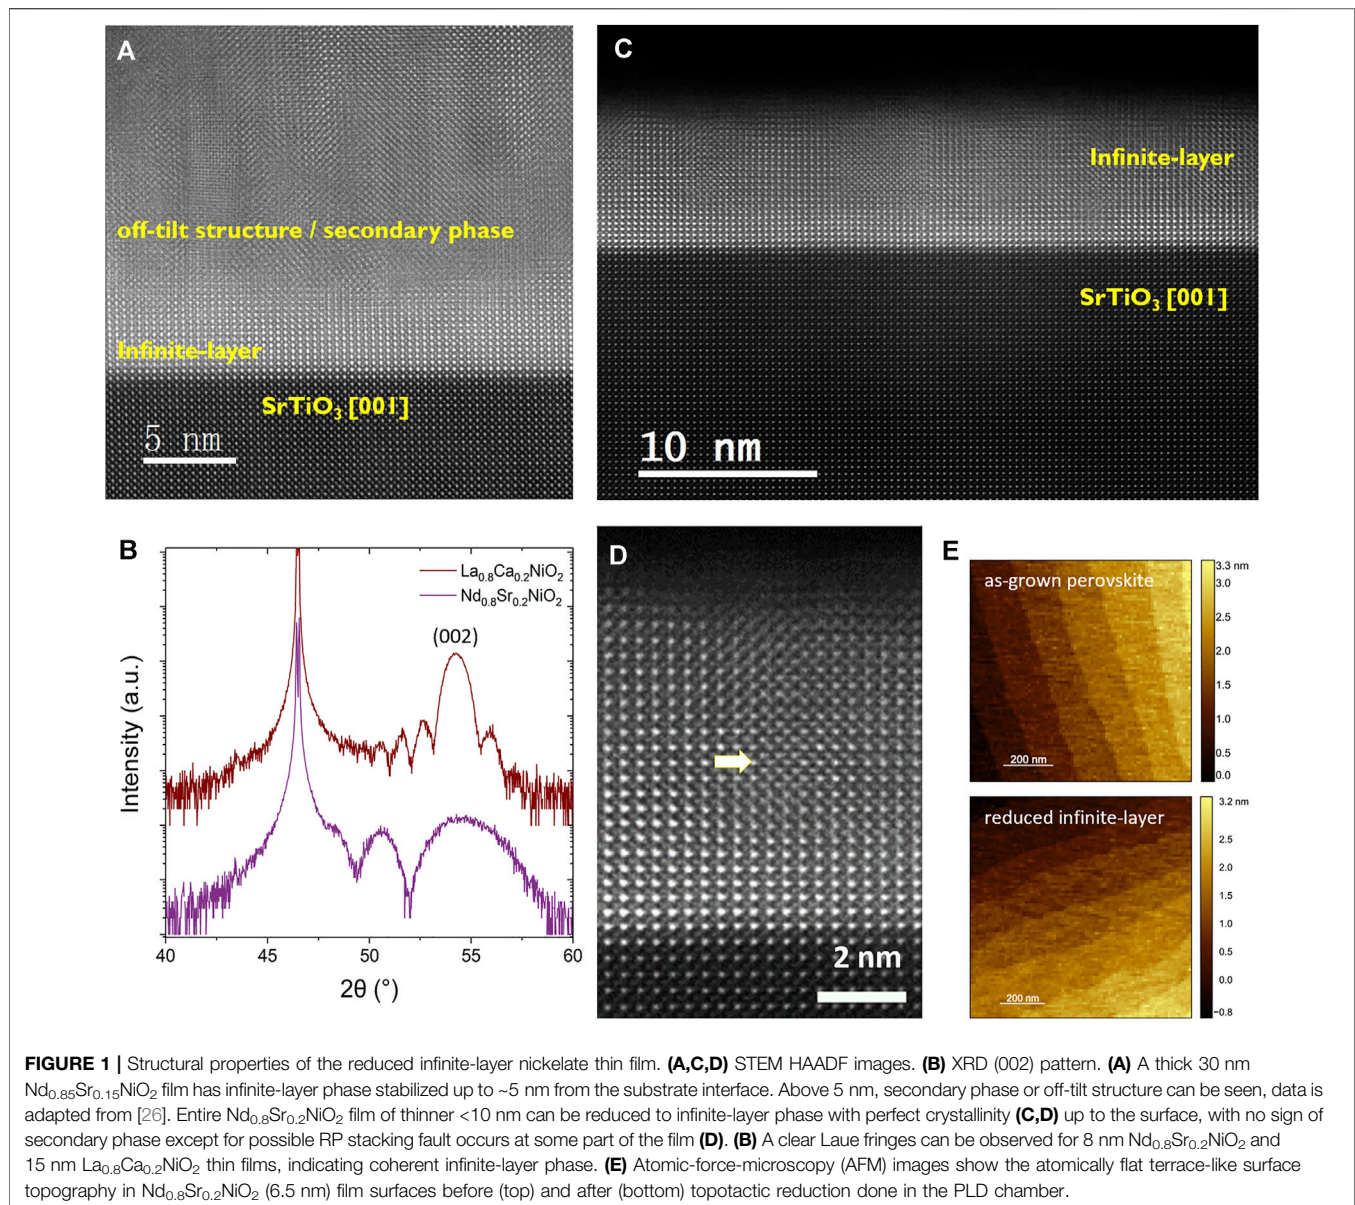 A
off-tilt structure / secondary phase
Infinite-layer
SrTiO₃ [001]
5 nm
C
Infinite-layer
SrTiO₃ [001]
10 nm
B
La₀.₈Ca₀.₂NiO₂
Nd₀.₈Sr₀.₂NiO₂
(002)
Intensity (a.u.)
40 45 50 55 60
2θ (°)
D
2 nm
E
as-grown perovskite
200 nm
3.3 nm
3.0
2.5
2.0
1.5
1.0
0.5
0.0
reduced infinite-layer
200 nm
3.2 nm
2.5
2.0
1.5
1.0
0.5
0.0
−0.8
FIGURE 1 | Structural properties of the reduced infinite-layer nickelate thin film. (A,C,D) STEM HAADF images. (B) XRD (002) pattern. (A) A thick 30 nm
Nd₀.₈₅Sr₀.₁₅NiO₂ film has infinite-layer phase stabilized up to ~5 nm from the substrate interface. Above 5 nm, secondary phase or off-tilt structure can be seen, data is
adapted from [26]. Entire Nd₀.₈Sr₀.₂NiO₂ film of thinner <10 nm can be reduced to infinite-layer phase with perfect crystallinity (C,D) up to the surface, with no sign of
secondary phase except for possible RP stacking fault occurs at some part of the film (D). (B) A clear Laue fringes can be observed for 8 nm Nd₀.₈Sr₀.₂NiO₂ and
15 nm La₀.₈Ca₀.₂NiO₂ thin films, indicating coherent infinite-layer phase. (E) Atomic-force-microscopy (AFM) images show the atomically flat terrace-like surface
topography in Nd₀.₈Sr₀.₂NiO₂ (6.5 nm) film surfaces before (top) and after (bottom) topotactic reduction done in the PLD chamber.